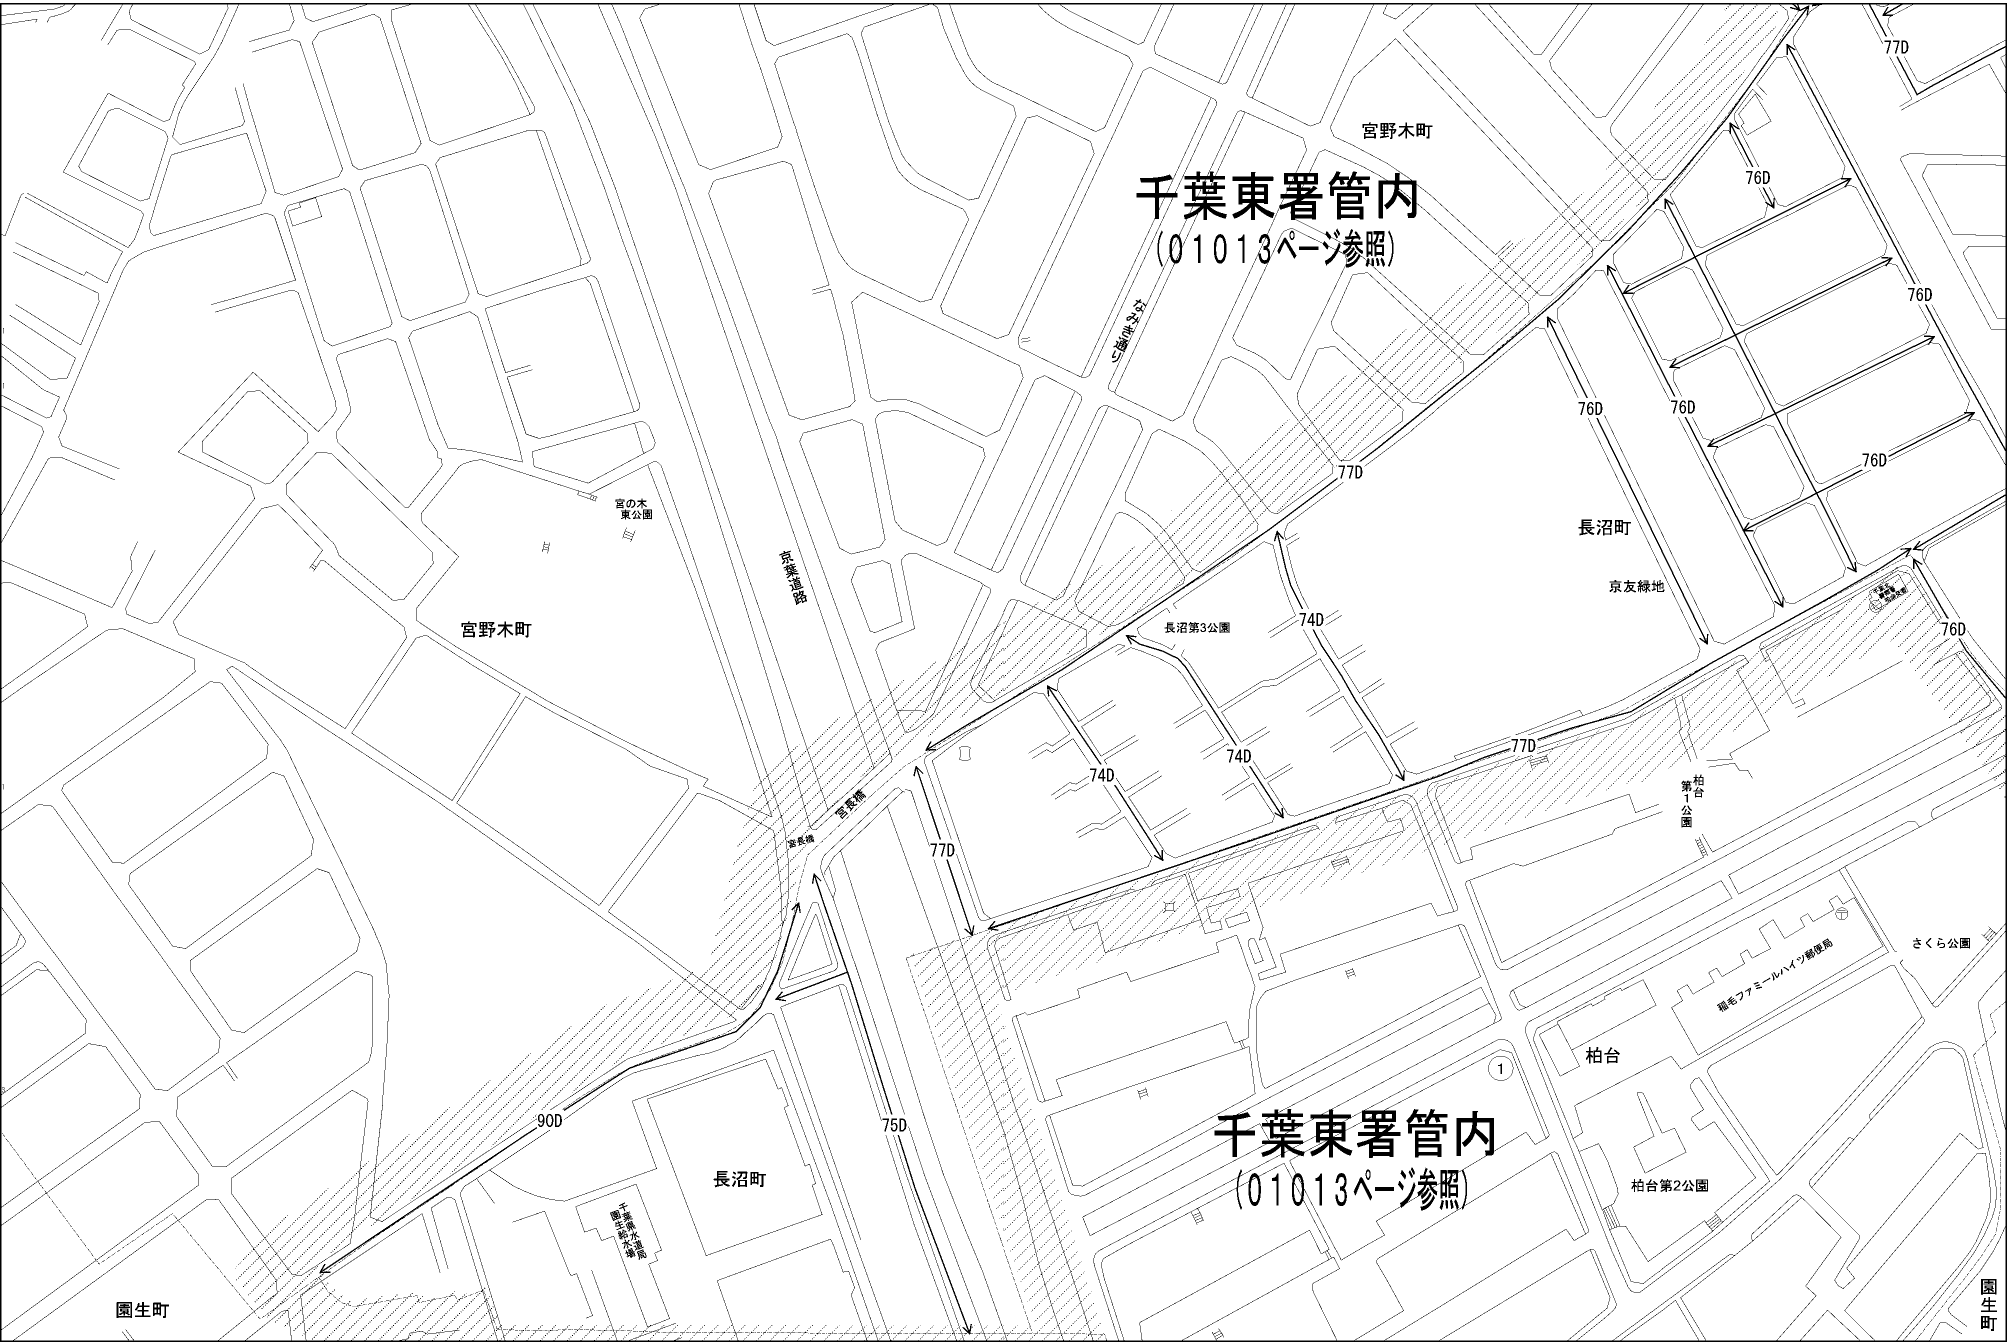 77D
宮野木町
千葉東署管内
(01013ページ参照)
76D
76D
なみき通り
76D
76D
76D
77D
宮の木
東公園
長沼町
京葉道路
京友緑地
宮野木町
長沼第3公園
74D
76D
74D
74D
77D
柏台
第1公園
宮長橋
宮長橋
77D
さくら公園
稲毛ファミールハイツ郵便局
柏台
1
90D
75D
千葉東署管内
(01013ページ参照)
長沼町
柏台第2公園
千葉県水道局
園生給水場
園生町
園生町